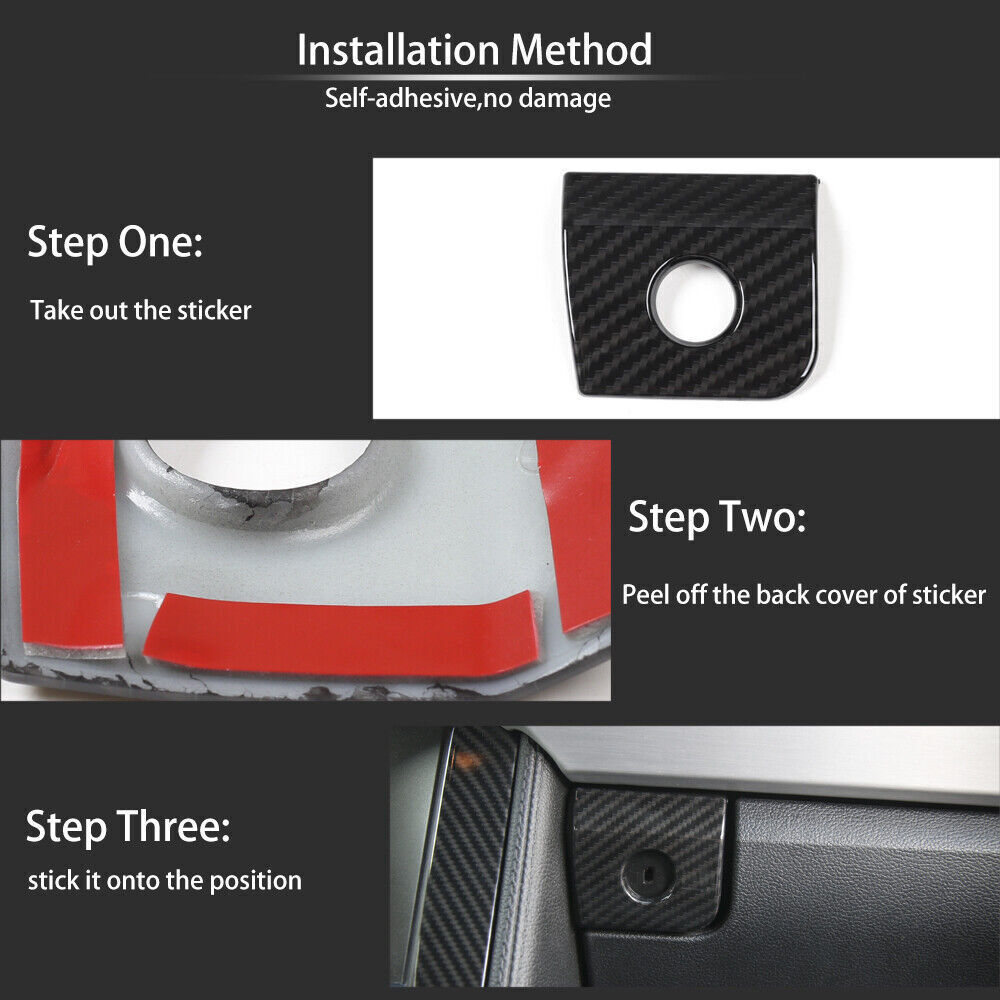 Installation Method
Self-adhesive,no damage
Step One:
Take out the sticker
Step Two:
Peel off the back cover of sticker
Step Three:
stick it onto the position